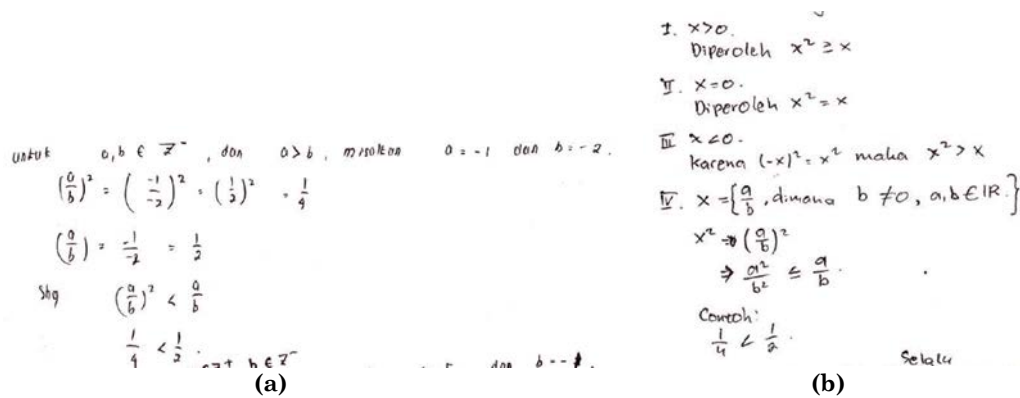 untuk a,b ∈ Z⁻, dan a > b, misalkan a = -1 dan b = -2.
(a/b)² = (-1/-2)² = (1/2)² = 1/4
(a/b) = -1/-2 = 1/2
Shg (a/b)² < a/b
1/4 < 1/2.
b ∈ Z⁻ dan b = -
(a)
I. x>0.
Diperoleh x² ≥ x
II. x=0.
Diperoleh x² = x
III x<0.
Karena (-x)² = x² maka x² > x
IV. x = {a/b, dimana b ≠ 0, a,b ∈ IR.}
x² → (a/b)²
⇒ a²/b² ≤ a/b.
Contoh:
1/4 < 1/2.
Selalu
(b)